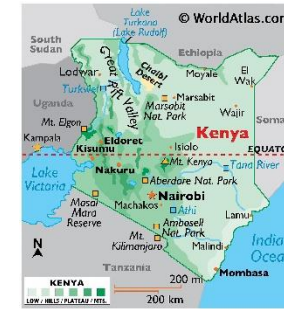 © WorldAtlas.com
Lake
Turkana
(Lake Rudolf)
South
Sudan
Ethiopia
Lodwar
Great Rift Valley
Chalbi
Desert
Moyale
El
Wak
Turkwel
Marsabit
Marsabit
Nat. Park
Uganda
Mt. Elgon
Wajir
Soma
Kampala
Eldoret
Kenya
Kisumu
Isiolo
EQUATO
Nakuru
Mt. Kenya
Tana River
Lake
Victoria
Aberdare Nat. Park
Nairobi
Masai
Mara
Reserve
Machakos
Athi
Lamu
Amboseli
Nat. Park
Mt.
Kilimanjaro
Malindi
India
Ocea
N
Tanzania
Mombasa
200 mi
200 km
KENYA
LOW / HILLS / PLATEAU / MTS.